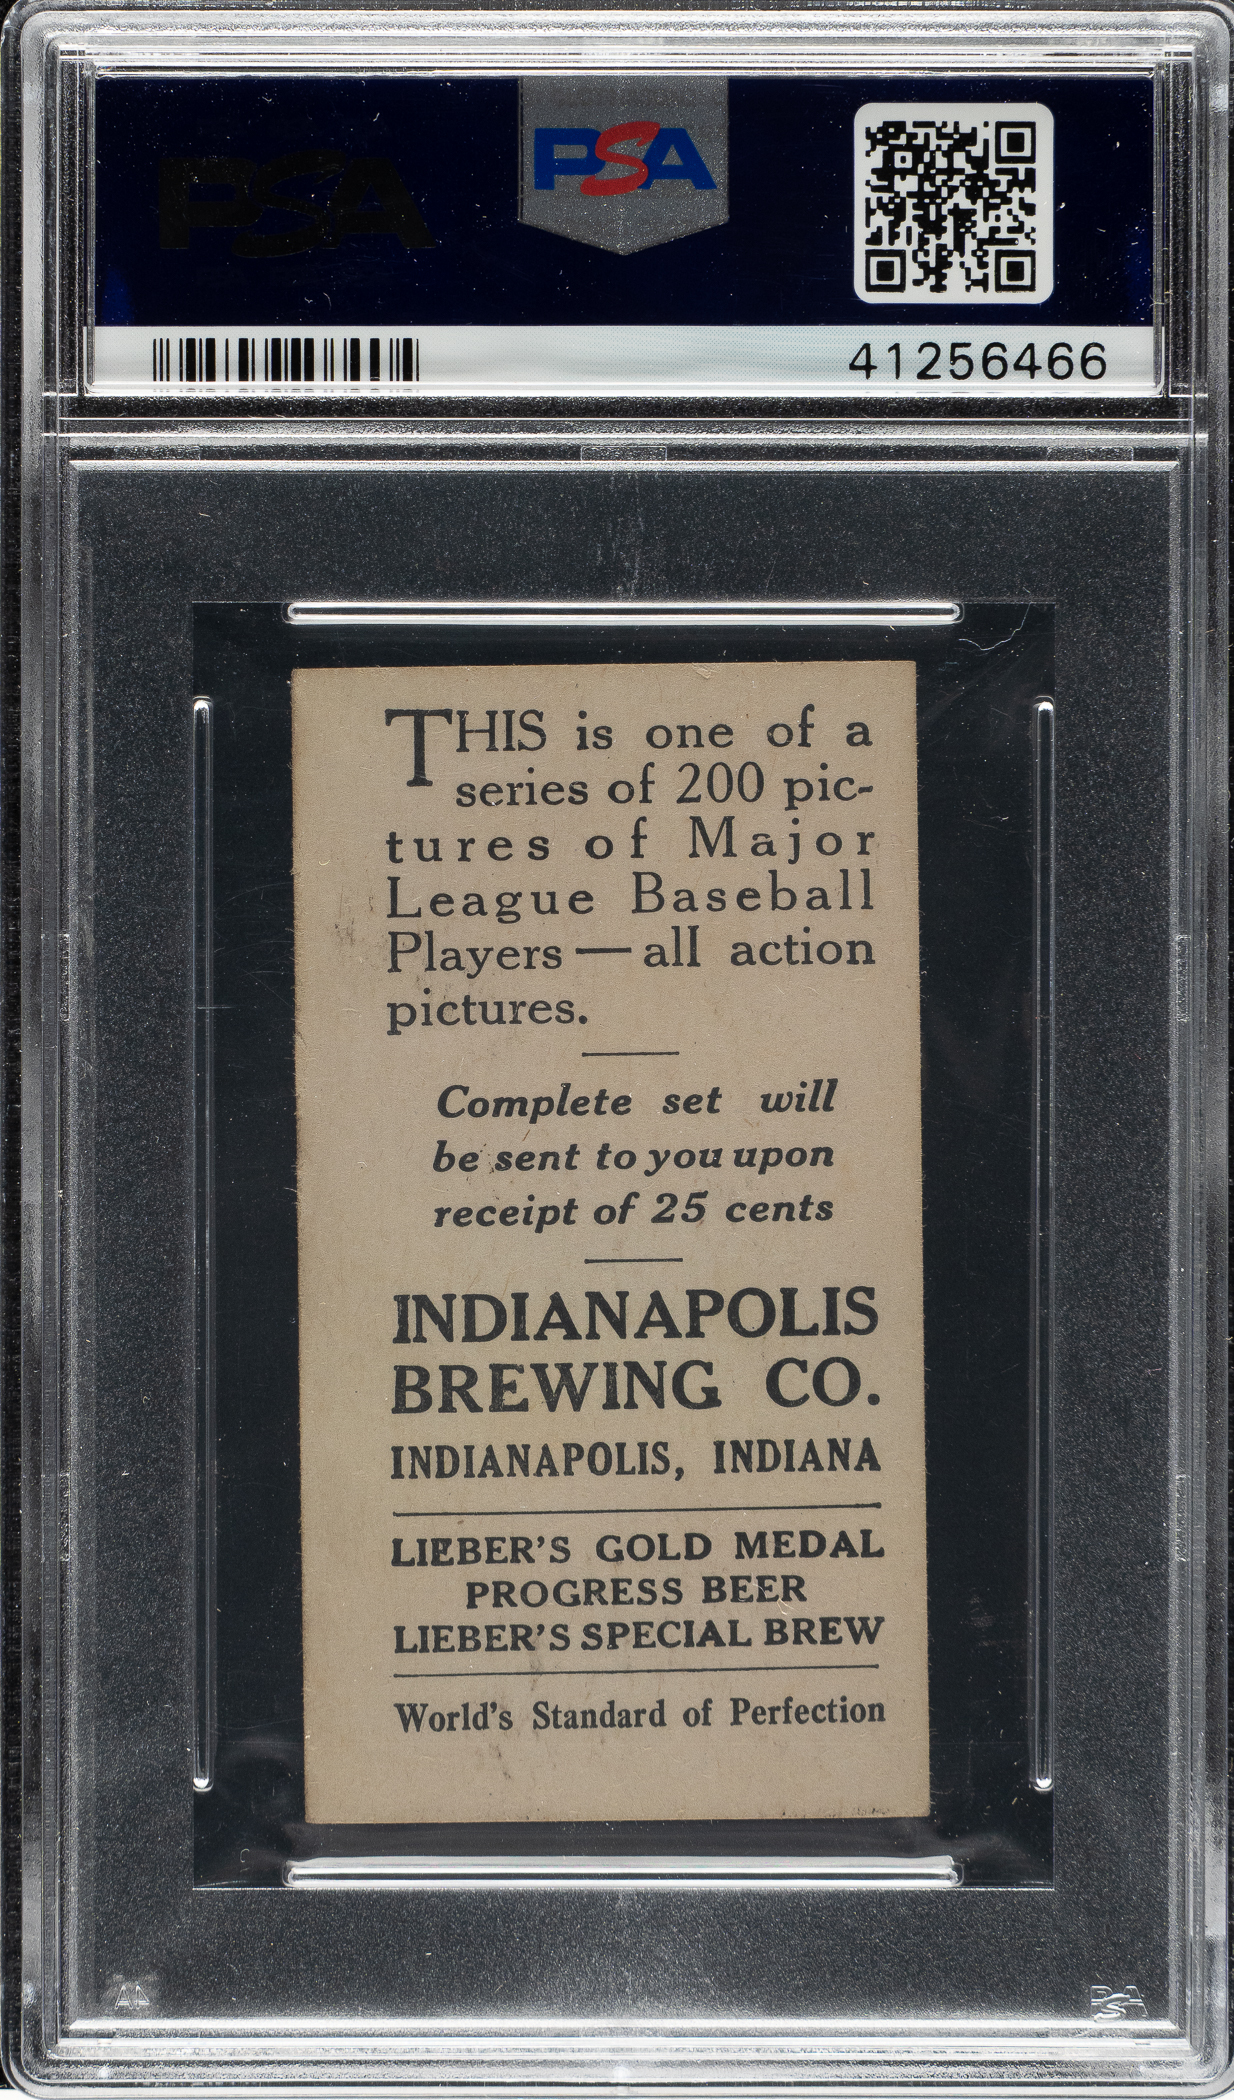 PSA
PSA
41256466
THIS is one of a
series of 200 pic-
tures of Major
League Baseball
Players — all action
pictures.
Complete set will
be sent to you upon
receipt of 25 cents
INDIANAPOLIS
BREWING CO.
INDIANAPOLIS, INDIANA
LIEBER'S GOLD MEDAL
PROGRESS BEER
LIEBER'S SPECIAL BREW
World's Standard of Perfection
PSA